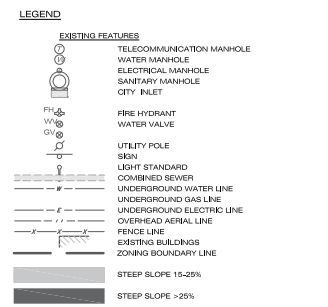 LEGEND
EXISTING FEATURES
T TELECOMMUNICATION MANHOLE
W WATER MANHOLE
ELECTRICAL MANHOLE
SANITARY MANHOLE
CITY INLET
FH FIRE HYDRANT
WV WATER VALVE
GV
UTILITY POLE
SIGN
LIGHT STANDARD
COMBINED SEWER
W UNDERGROUND WATER LINE
UNDERGROUND GAS LINE
E UNDERGROUND ELECTRIC LINE
OVERHEAD AERIAL LINE
X X X FENCE LINE
EXISTING BUILDINGS
ZONING BOUNDARY LINE
STEEP SLOPE 15-25%
STEEP SLOPE >25%